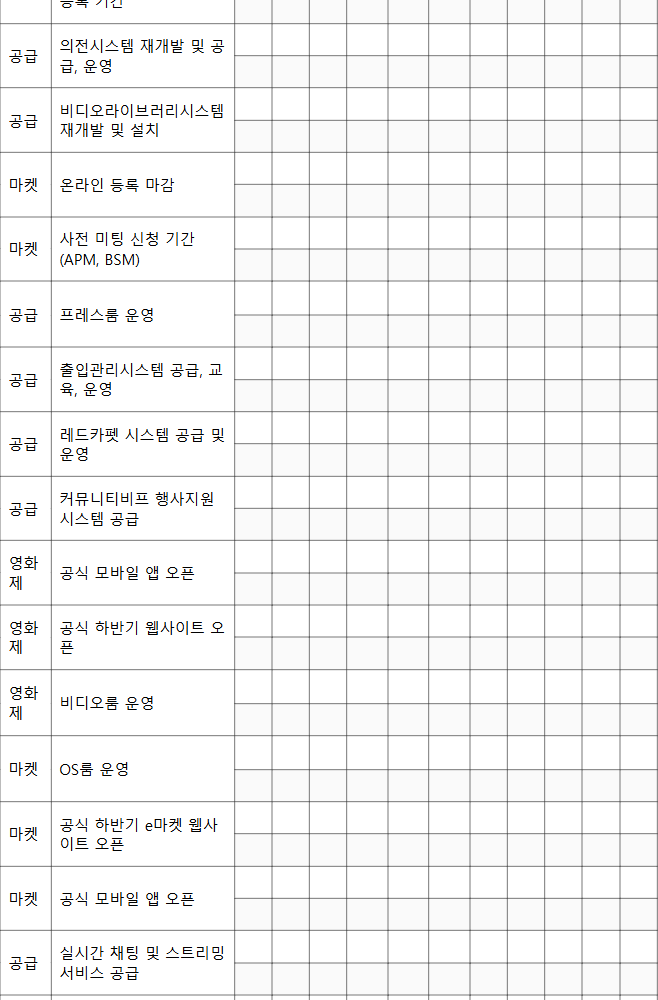 등록 기간
공급
의전시스템 재개발 및 공
급, 운영
공급
비디오라이브러리시스템
재개발 및 설치
마켓
온라인 등록 마감
마켓
사전 미팅 신청 기간
(APM, BSM)
공급
프레스룸 운영
공급
출입관리시스템 공급, 교
육, 운영
공급
레드카펫 시스템 공급 및
운영
공급
커뮤니티비프 행사지원
시스템 공급
영화
제
공식 모바일 앱 오픈
영화
제
공식 하반기 웹사이트 오
픈
영화
제
비디오룸 운영
마켓
OS룸 운영
마켓
공식 하반기 e마켓 웹사
이트 오픈
마켓
공식 모바일 앱 오픈
공급
실시간 채팅 및 스트리밍
서비스 공급